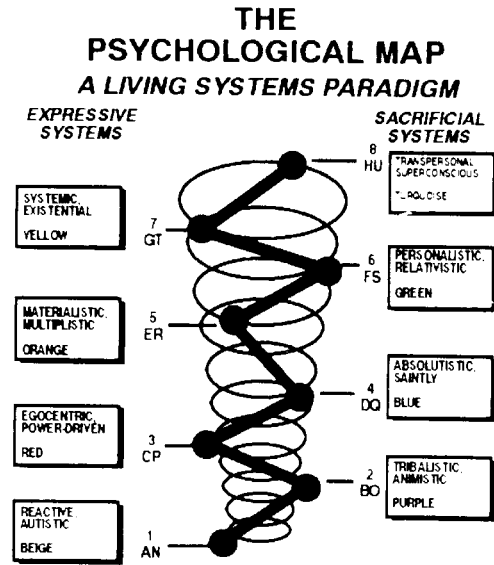 THE
PSYCHOLOGICAL MAP
A LIVING SYSTEMS PARADIGM
EXPRESSIVE
SYSTEMS
SACRIFICIAL
SYSTEMS
8
HU
TRANSPERSONAL
SUPERCONSCIOUS
TURQUOISE
SYSTEMIC,
EXISTENTIAL
YELLOW
7
GT
6
FS
PERSONALISTIC,
RELATIVISTIC
GREEN
MATERIALISTIC,
MULTIPLISTIC
ORANGE
5
ER
4
DQ
ABSOLUTISTIC,
SAINTLY
BLUE
EGOCENTRIC,
POWER-DRIVEN
RED
3
CP
2
BO
TRIBALISTIC,
ANIMISTIC
PURPLE
REACTIVE,
AUTISTIC
BEIGE
1
AN